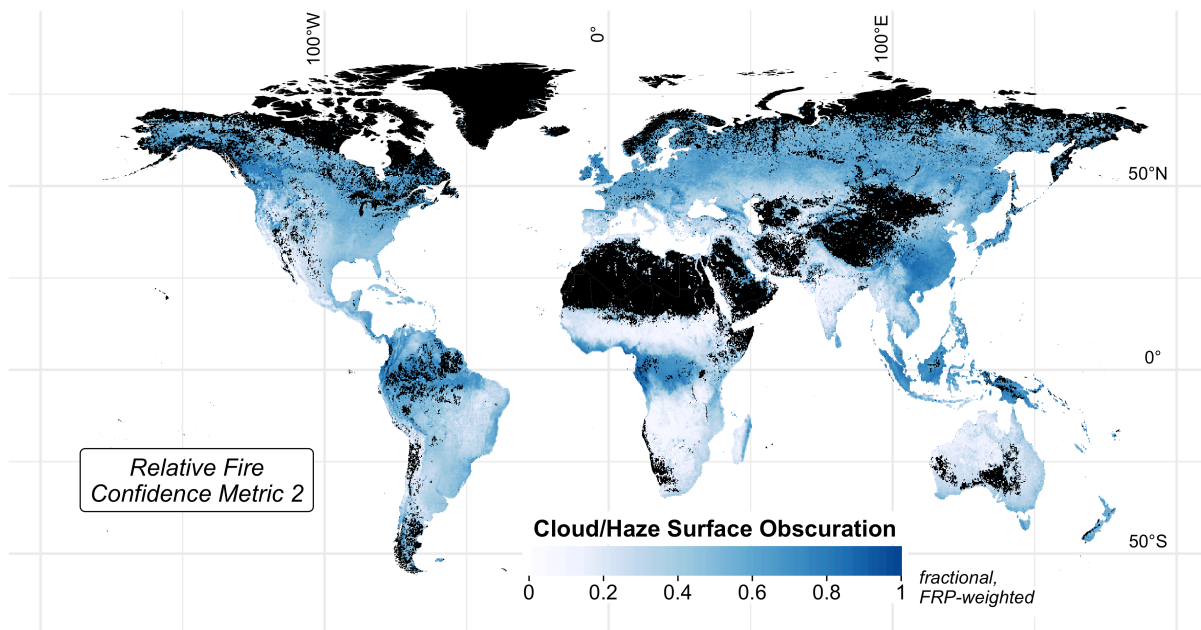 100°W
0°
100°E
50°N
0°
50°S
Relative Fire
Confidence Metric 2
Cloud/Haze Surface Obscuration
0 0.2 0.4 0.6 0.8 1
fractional,
FRP-weighted